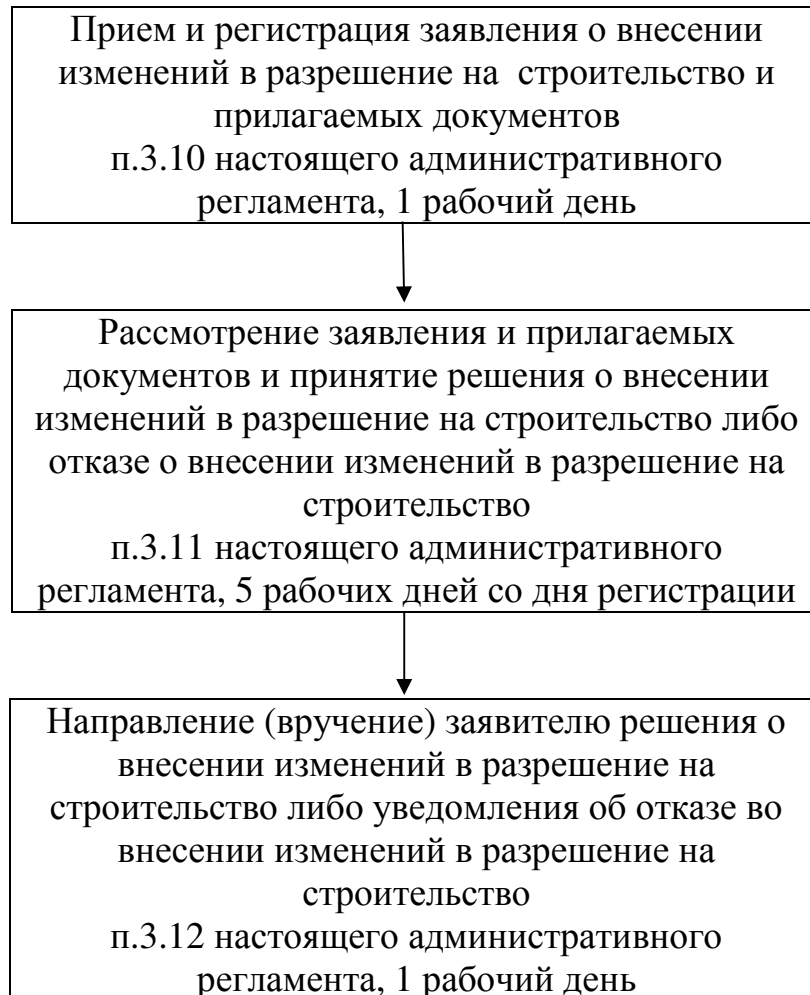 Прием и регистрация заявления о внесении
изменений в разрешение на строительство и
прилагаемых документов
п.3.10 настоящего административного
регламента, 1 рабочий день
Рассмотрение заявления и прилагаемых
документов и принятие решения о внесении
изменений в разрешение на строительство либо
отказе о внесении изменений в разрешение на
строительство
п.3.11 настоящего административного
регламента, 5 рабочих дней со дня регистрации
Направление (вручение) заявителю решения о
внесении изменений в разрешение на
строительство либо уведомления об отказе во
внесении изменений в разрешение на
строительство
п.3.12 настоящего административного
регламента, 1 рабочий день